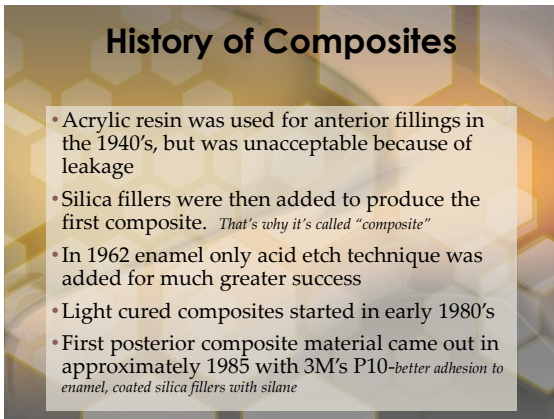 History of Composites
• Acrylic resin was used for anterior fillings in
the 1940's, but was unacceptable because of
leakage
• Silica fillers were then added to produce the
first composite. That's why it's called “composite”
• In 1962 enamel only acid etch technique was
added for much greater success
• Light cured composites started in early 1980's
• First posterior composite material came out in
approximately 1985 with 3M's P10-better adhesion to
enamel, coated silica fillers with silane